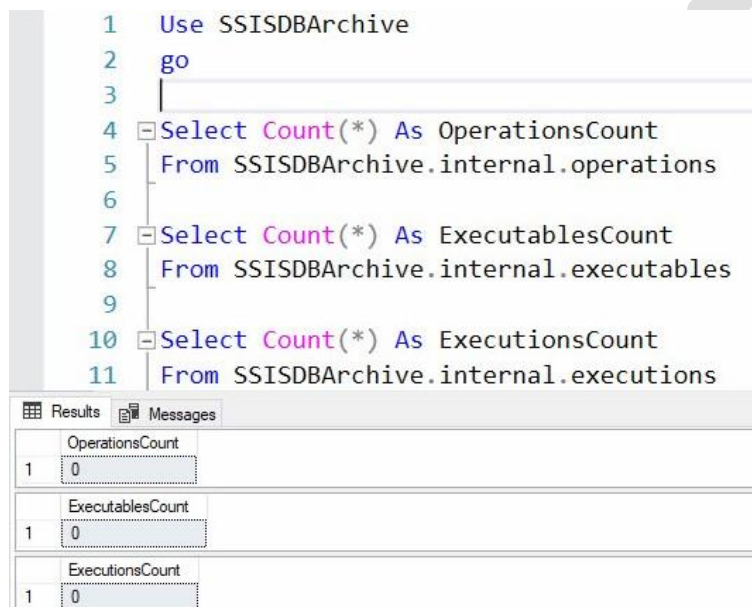 1 Use SSISDBArchive
2 go
3
4 Select Count(*) As OperationsCount
5 From SSISDBArchive.internal.operations
6
7 Select Count(*) As ExecutablesCount
8 From SSISDBArchive.internal.executables
9
10 Select Count(*) As ExecutionsCount
11 From SSISDBArchive.internal.executions
Results Messages
OperationsCount
1 0
ExecutablesCount
1 0
ExecutionsCount
1 0